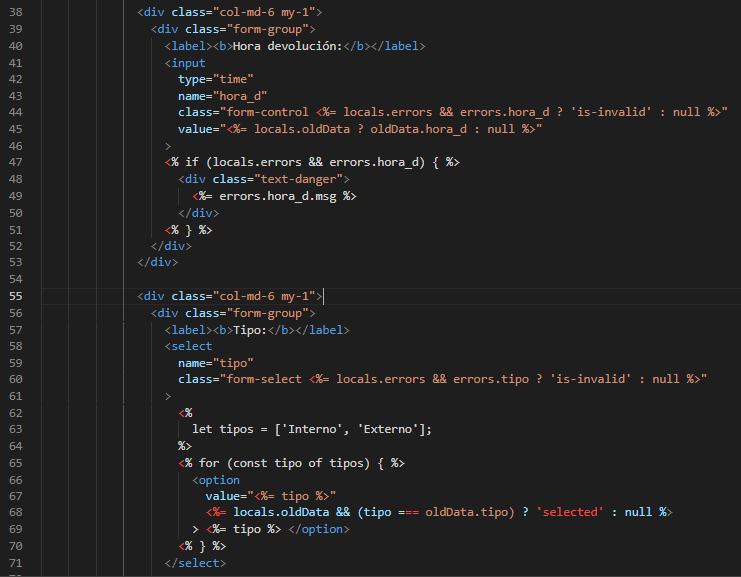 38 <div class="col-md-6 my-1">
39 <div class="form-group">
40 <label><b>Hora devolución:</b></label>
41 <input
42 type="time"
43 name="hora_d"
44 class="form-control <%= locals.errors && errors.hora_d ? 'is-invalid' : null %>"
45 value="<%= locals.oldData ? oldData.hora_d : null %>"
46 >
47 <% if (locals.errors && errors.hora_d) { %>
48 <div class="text-danger">
49 <%= errors.hora_d.msg %>
50 </div>
51 <% } %>
52 </div>
53 </div>
54
55 <div class="col-md-6 my-1">
56 <div class="form-group">
57 <label><b>Tipo:</b></label>
58 <select
59 name="tipo"
60 class="form-select <%= locals.errors && errors.tipo ? 'is-invalid' : null %>"
61 >
62 <%
63 let tipos = ['Interno', 'Externo'];
64 %>
65 <% for (const tipo of tipos) { %>
66 <option
67 value="<%= tipo %>"
68 <%= locals.oldData && (tipo === oldData.tipo) ? 'selected' : null %>
69 > <%= tipo %> </option>
70 <% } %>
71 </select>